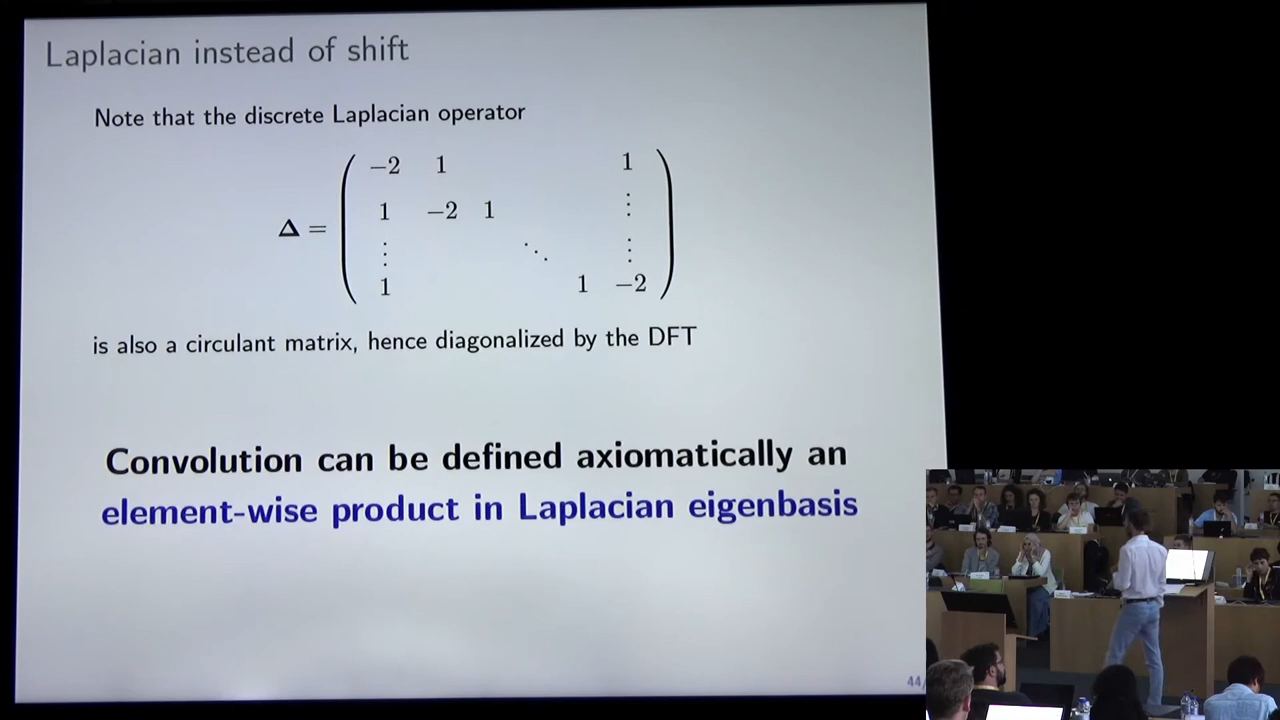 Laplacian instead of shift
Note that the discrete Laplacian operator
−2 1 1
1 −2 1 ⋮
Δ =
⋮ ⋱ ⋮
1 1 −2
is also a circulant matrix, hence diagonalized by the DFT
Convolution can be defined axiomatically an
element-wise product in Laplacian eigenbasis
44/